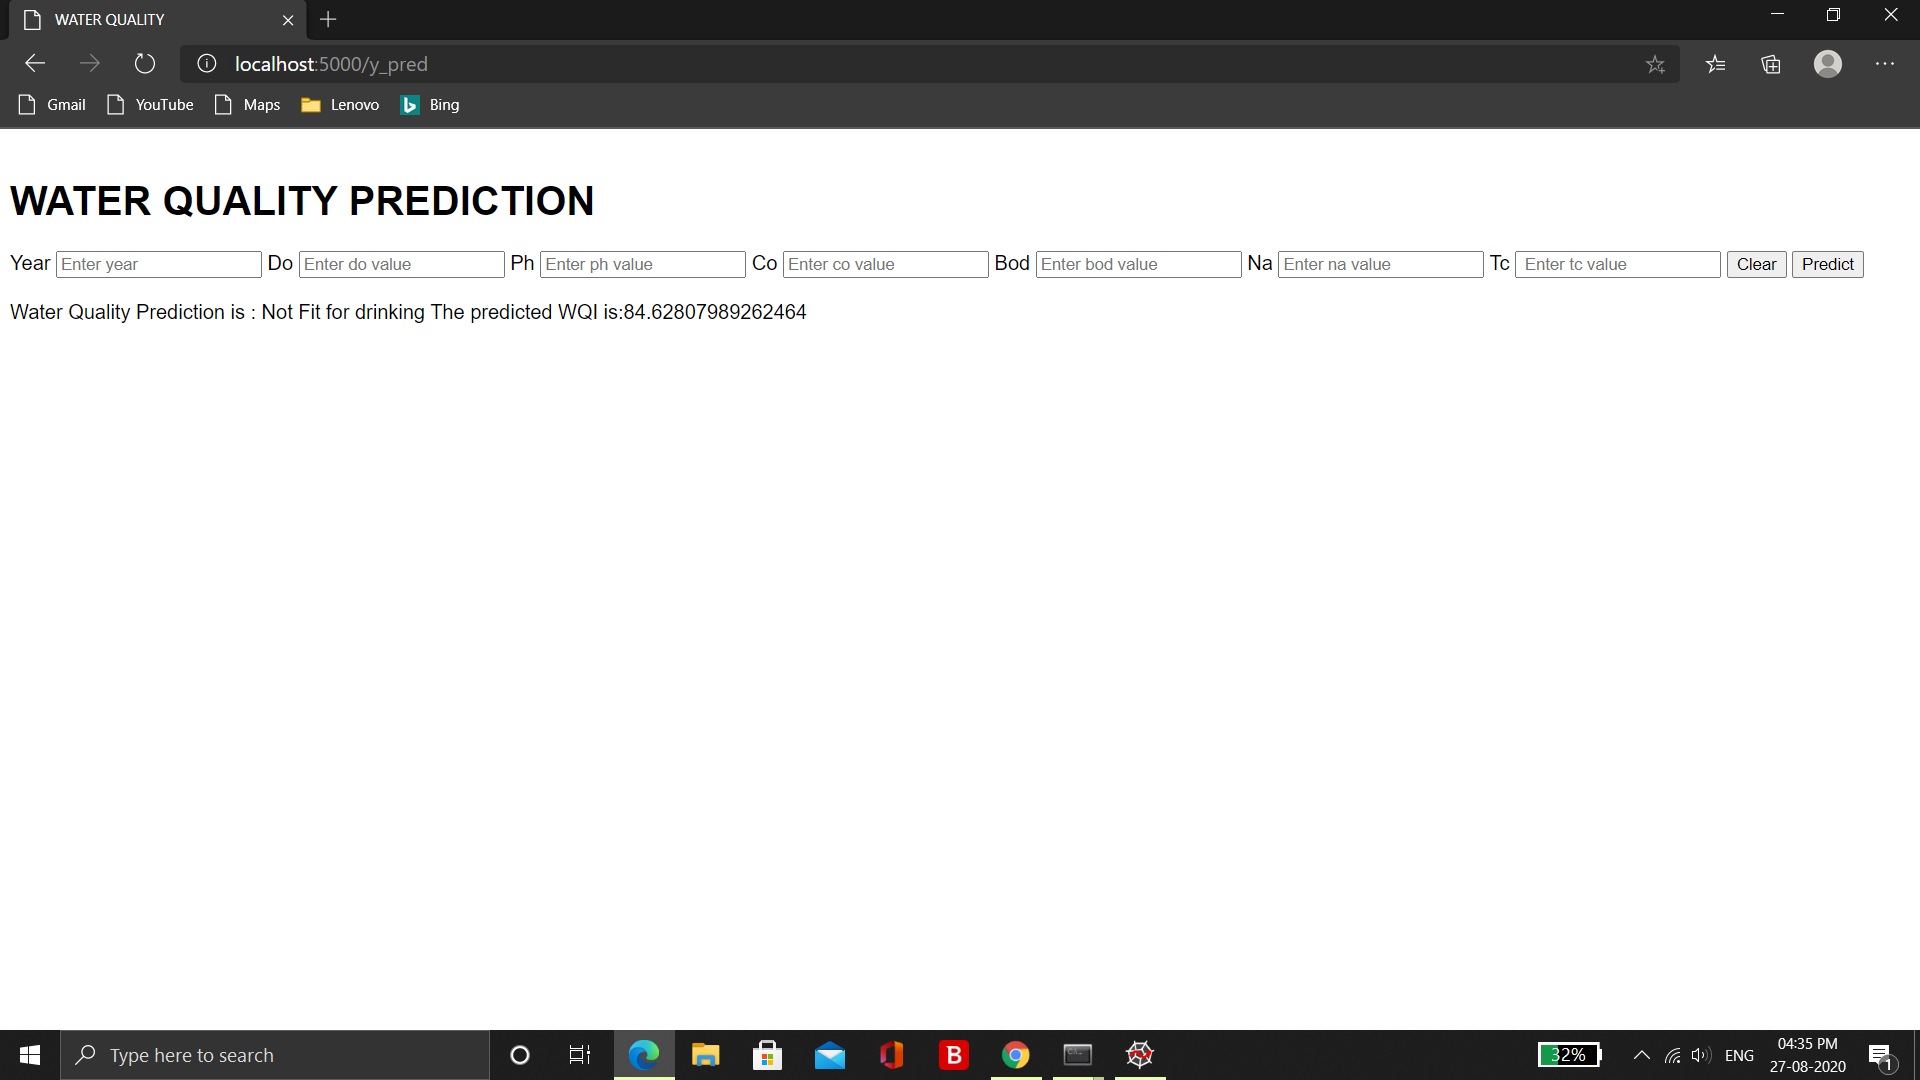 WATER QUALITY
localhost:5000/y_pred
Gmail YouTube Maps Lenovo Bing
WATER QUALITY PREDICTION
Year Enter year Do Enter do value Ph Enter ph value Co Enter co value Bod Enter bod value Na Enter na value Tc Enter tc value Clear Predict
Water Quality Prediction is : Not Fit for drinking The predicted WQI is:84.62807989262464
Type here to search
B
32%
ENG
04:35 PM
27-08-2020
1